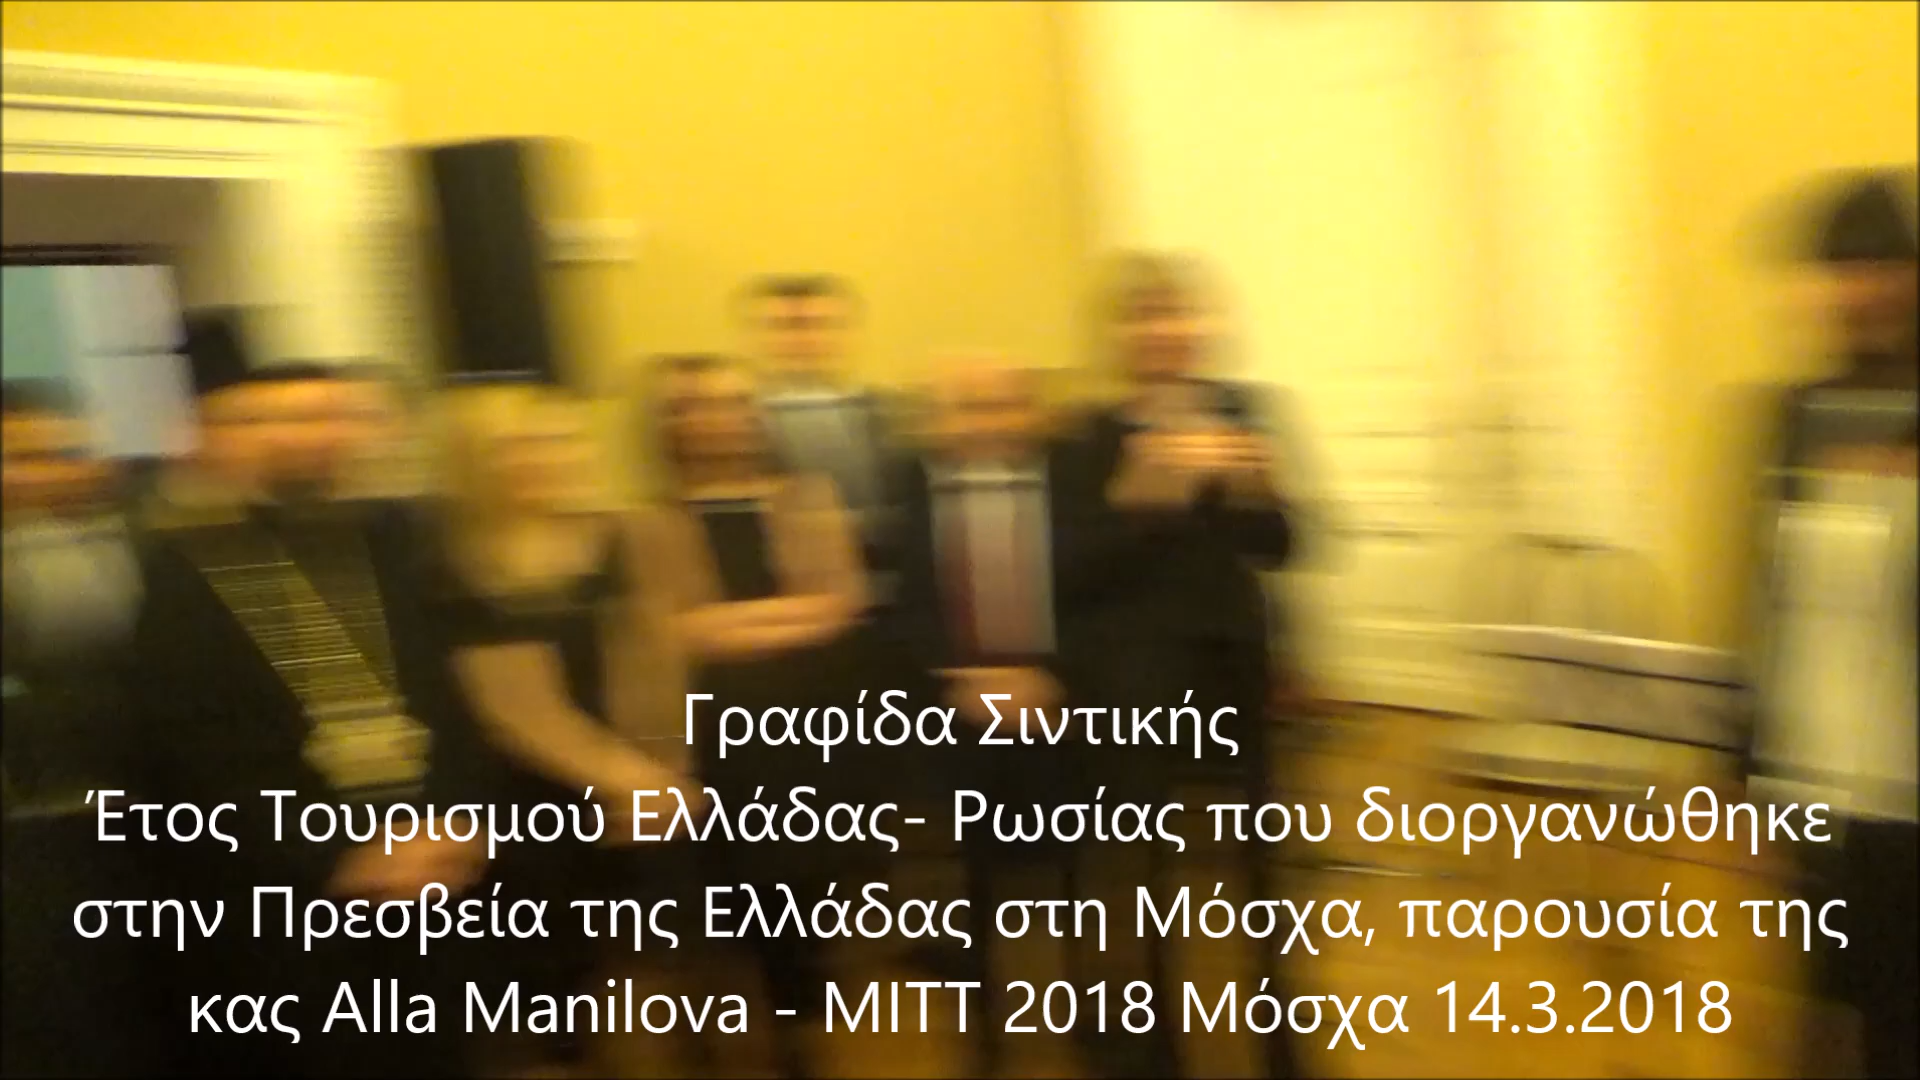 Γραφίδα Σιντικής
Έτος Τουρισμού Ελλάδας- Ρωσίας που διοργανώθηκε
στην Πρεσβεία της Ελλάδας στη Μόσχα, παρουσία της
κας Alla Manilova - MITT 2018 Μόσχα 14.3.2018